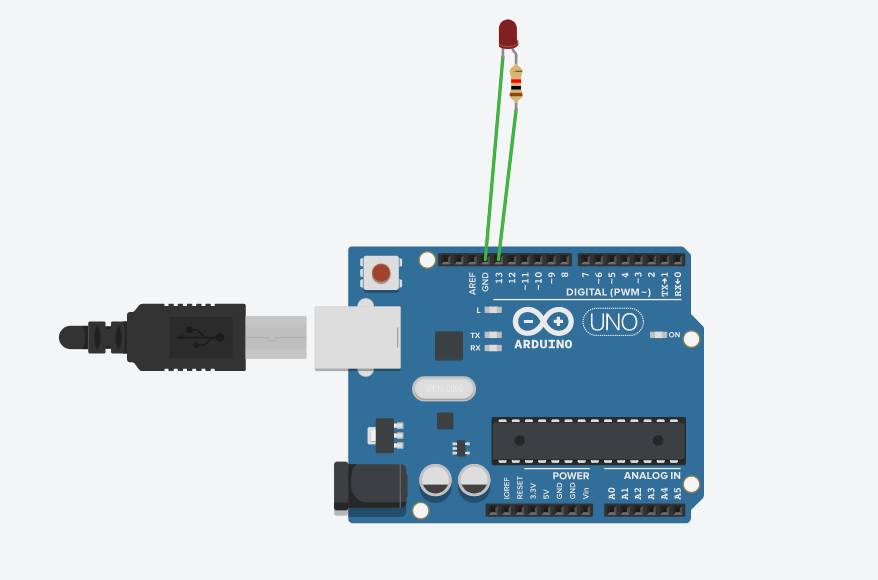 AREF
GND
13
12
~11
~10
~9
8
7
~6
~5
4
~3
2
TX→1
RX←0
DIGITAL (PWM~)
L
TX
RX
UNO
ARDUINO
ON
POWER
ANALOG IN
IOREF
RESET
3.3V
5V
GND
GND
Vin
A0
A1
A2
A3
A4
A5